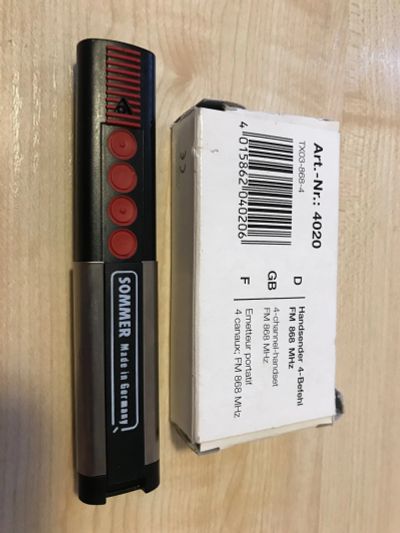 SOMMER Made in Germany
Art.-Nr.: 4020
TX03-868-4
4 015862 040206
D Handsender 4-Befehl
FM 868 MHz
GB 4-channel-handset
FM 868 MHz
F Emetteur portatif
4 canaux; FM 868 MHz